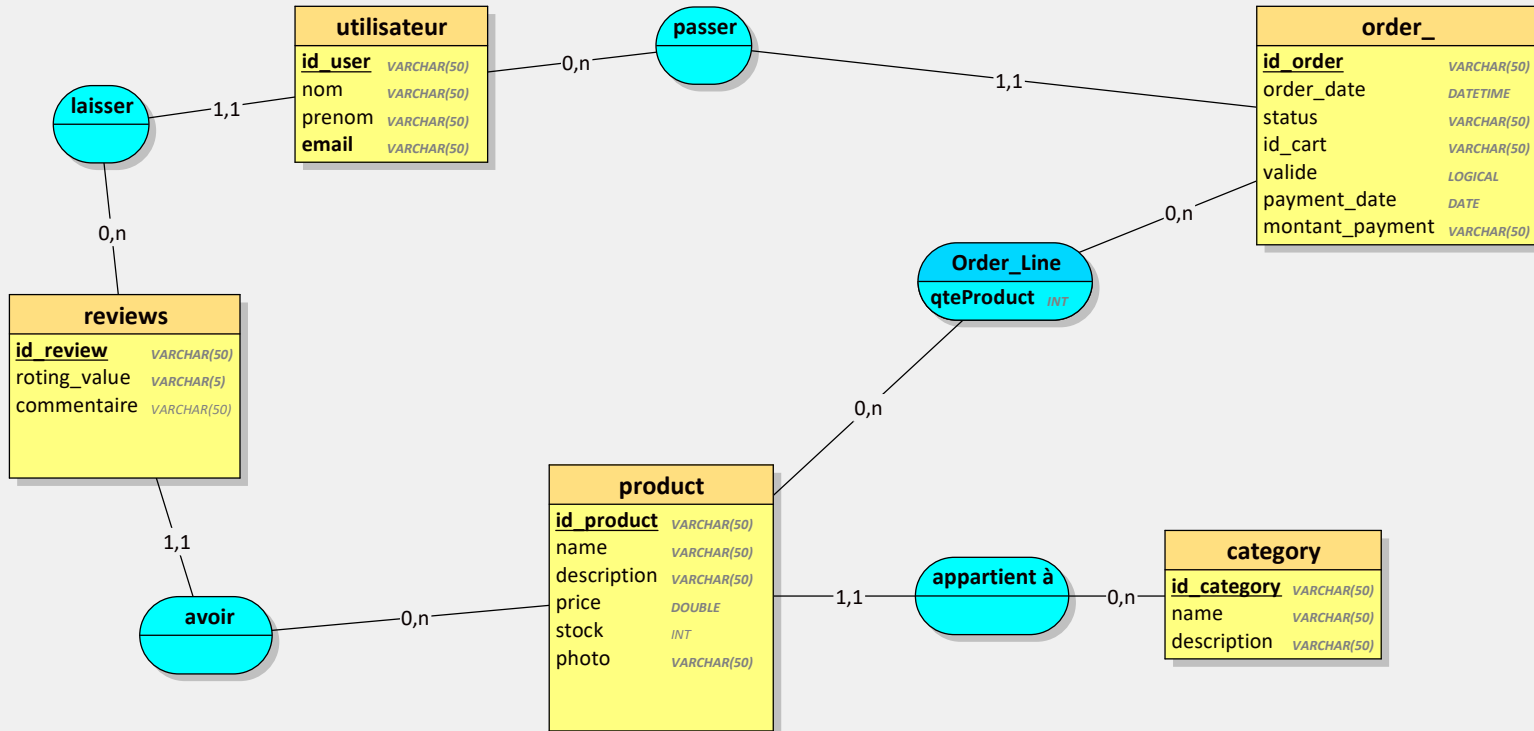 utilisateur
id_user VARCHAR(50)
nom VARCHAR(50)
prenom VARCHAR(50)
email VARCHAR(50)
passer
order_
id_order VARCHAR(50)
order_date DATETIME
status VARCHAR(50)
id_cart VARCHAR(50)
valide LOGICAL
payment_date DATE
montant_payment VARCHAR(50)
0,n
1,1
laisser
1,1
0,n
0,n
Order_Line
qteProduct INT
0,n
reviews
id_review VARCHAR(50)
roting_value VARCHAR(5)
commentaire VARCHAR(50)
1,1
avoir
0,n
product
id_product VARCHAR(50)
name VARCHAR(50)
description VARCHAR(50)
price DOUBLE
stock INT
photo VARCHAR(50)
1,1
appartient à
0,n
category
id_category VARCHAR(50)
name VARCHAR(50)
description VARCHAR(50)